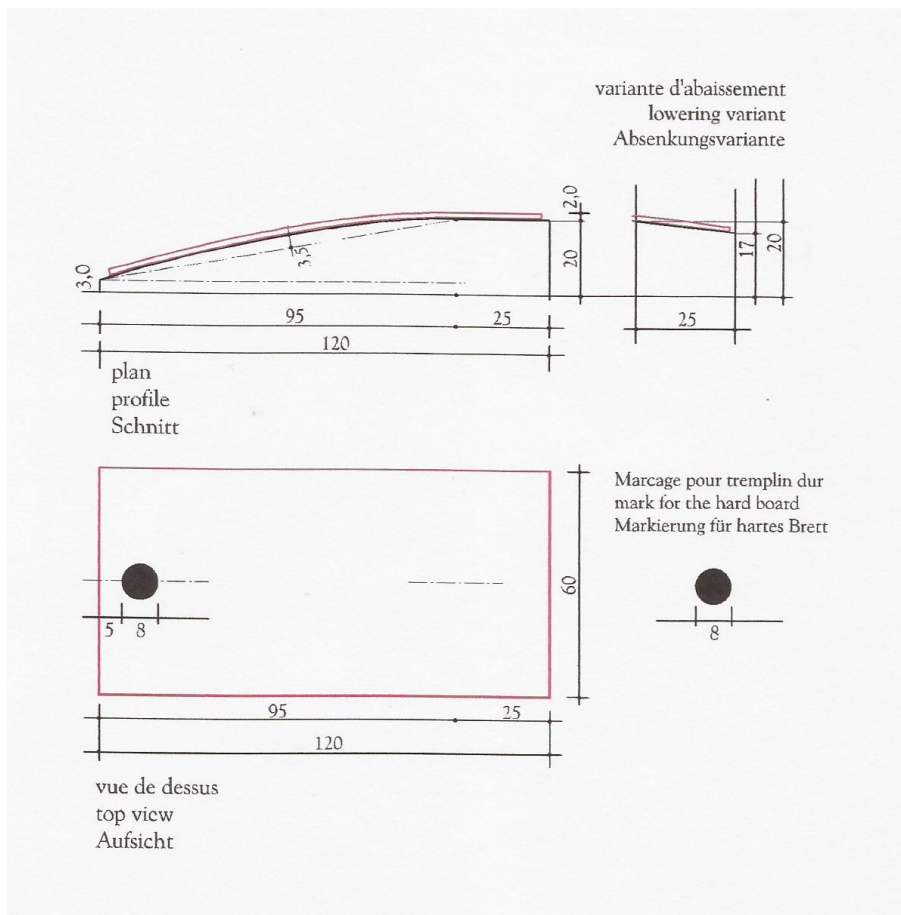 variante d'abaissement
lowering variant
Absenkungsvariante
2,0
20
3,5
3,0
17
20
95
25
25
120
plan
profile
Schnitt
Marcage pour tremplin dur
mark for the hard board
Markierung für hartes Brett
60
5
8
8
95
25
120
vue de dessus
top view
Aufsicht